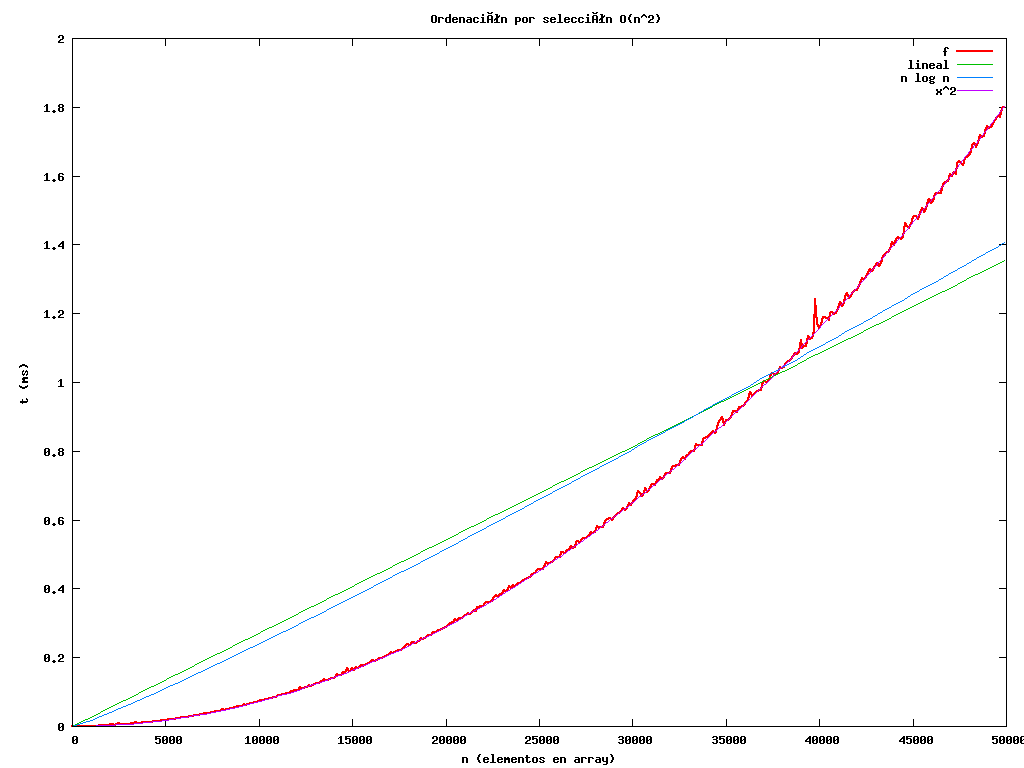 OrdenaciÃ³n por selecciÃ³n O(n^2)
f
lineal
n log n
x^2
2
1.8
1.6
1.4
1.2
1
0.8
0.6
0.4
0.2
0
t (ms)
0 5000 10000 15000 20000 25000 30000 35000 40000 45000 50000
n (elementos en array)